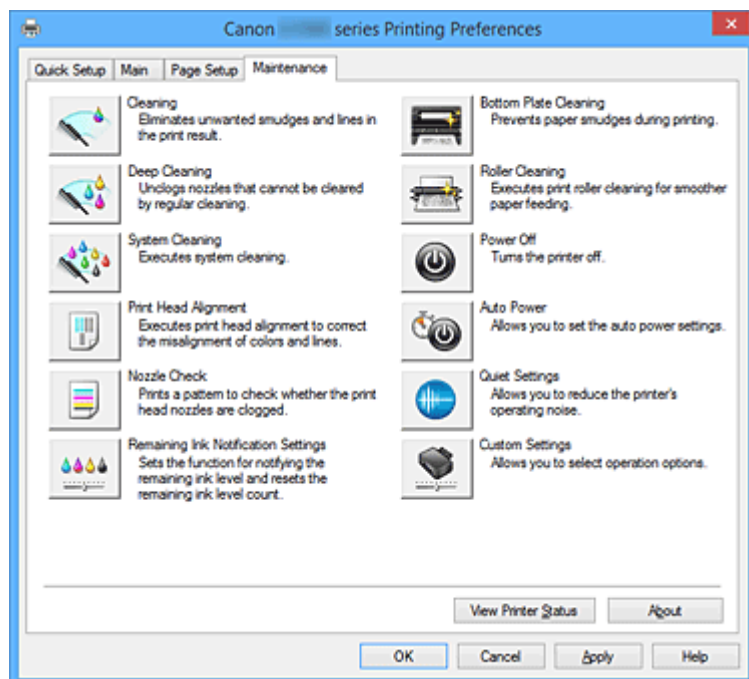 Canon series Printing Preferences
Quick Setup Main Page Setup Maintenance
Cleaning
Eliminates unwanted smudges and lines in
the print result.
Bottom Plate Cleaning
Prevents paper smudges during printing.
Deep Cleaning
Unclogs nozzles that cannot be cleared
by regular cleaning.
Roller Cleaning
Executes print roller cleaning for smoother
paper feeding.
System Cleaning
Executes system cleaning.
Power Off
Turns the printer off.
Print Head Alignment
Executes print head alignment to correct
the misalignment of colors and lines.
Auto Power
Allows you to set the auto power settings.
Nozzle Check
Prints a pattern to check whether the print
head nozzles are clogged.
Quiet Settings
Allows you to reduce the printer's
operating noise.
Remaining Ink Notification Settings
Sets the function for notifying the
remaining ink level and resets the
remaining ink level count.
Custom Settings
Allows you to select operation options.
View Printer Status About
OK Cancel Apply Help